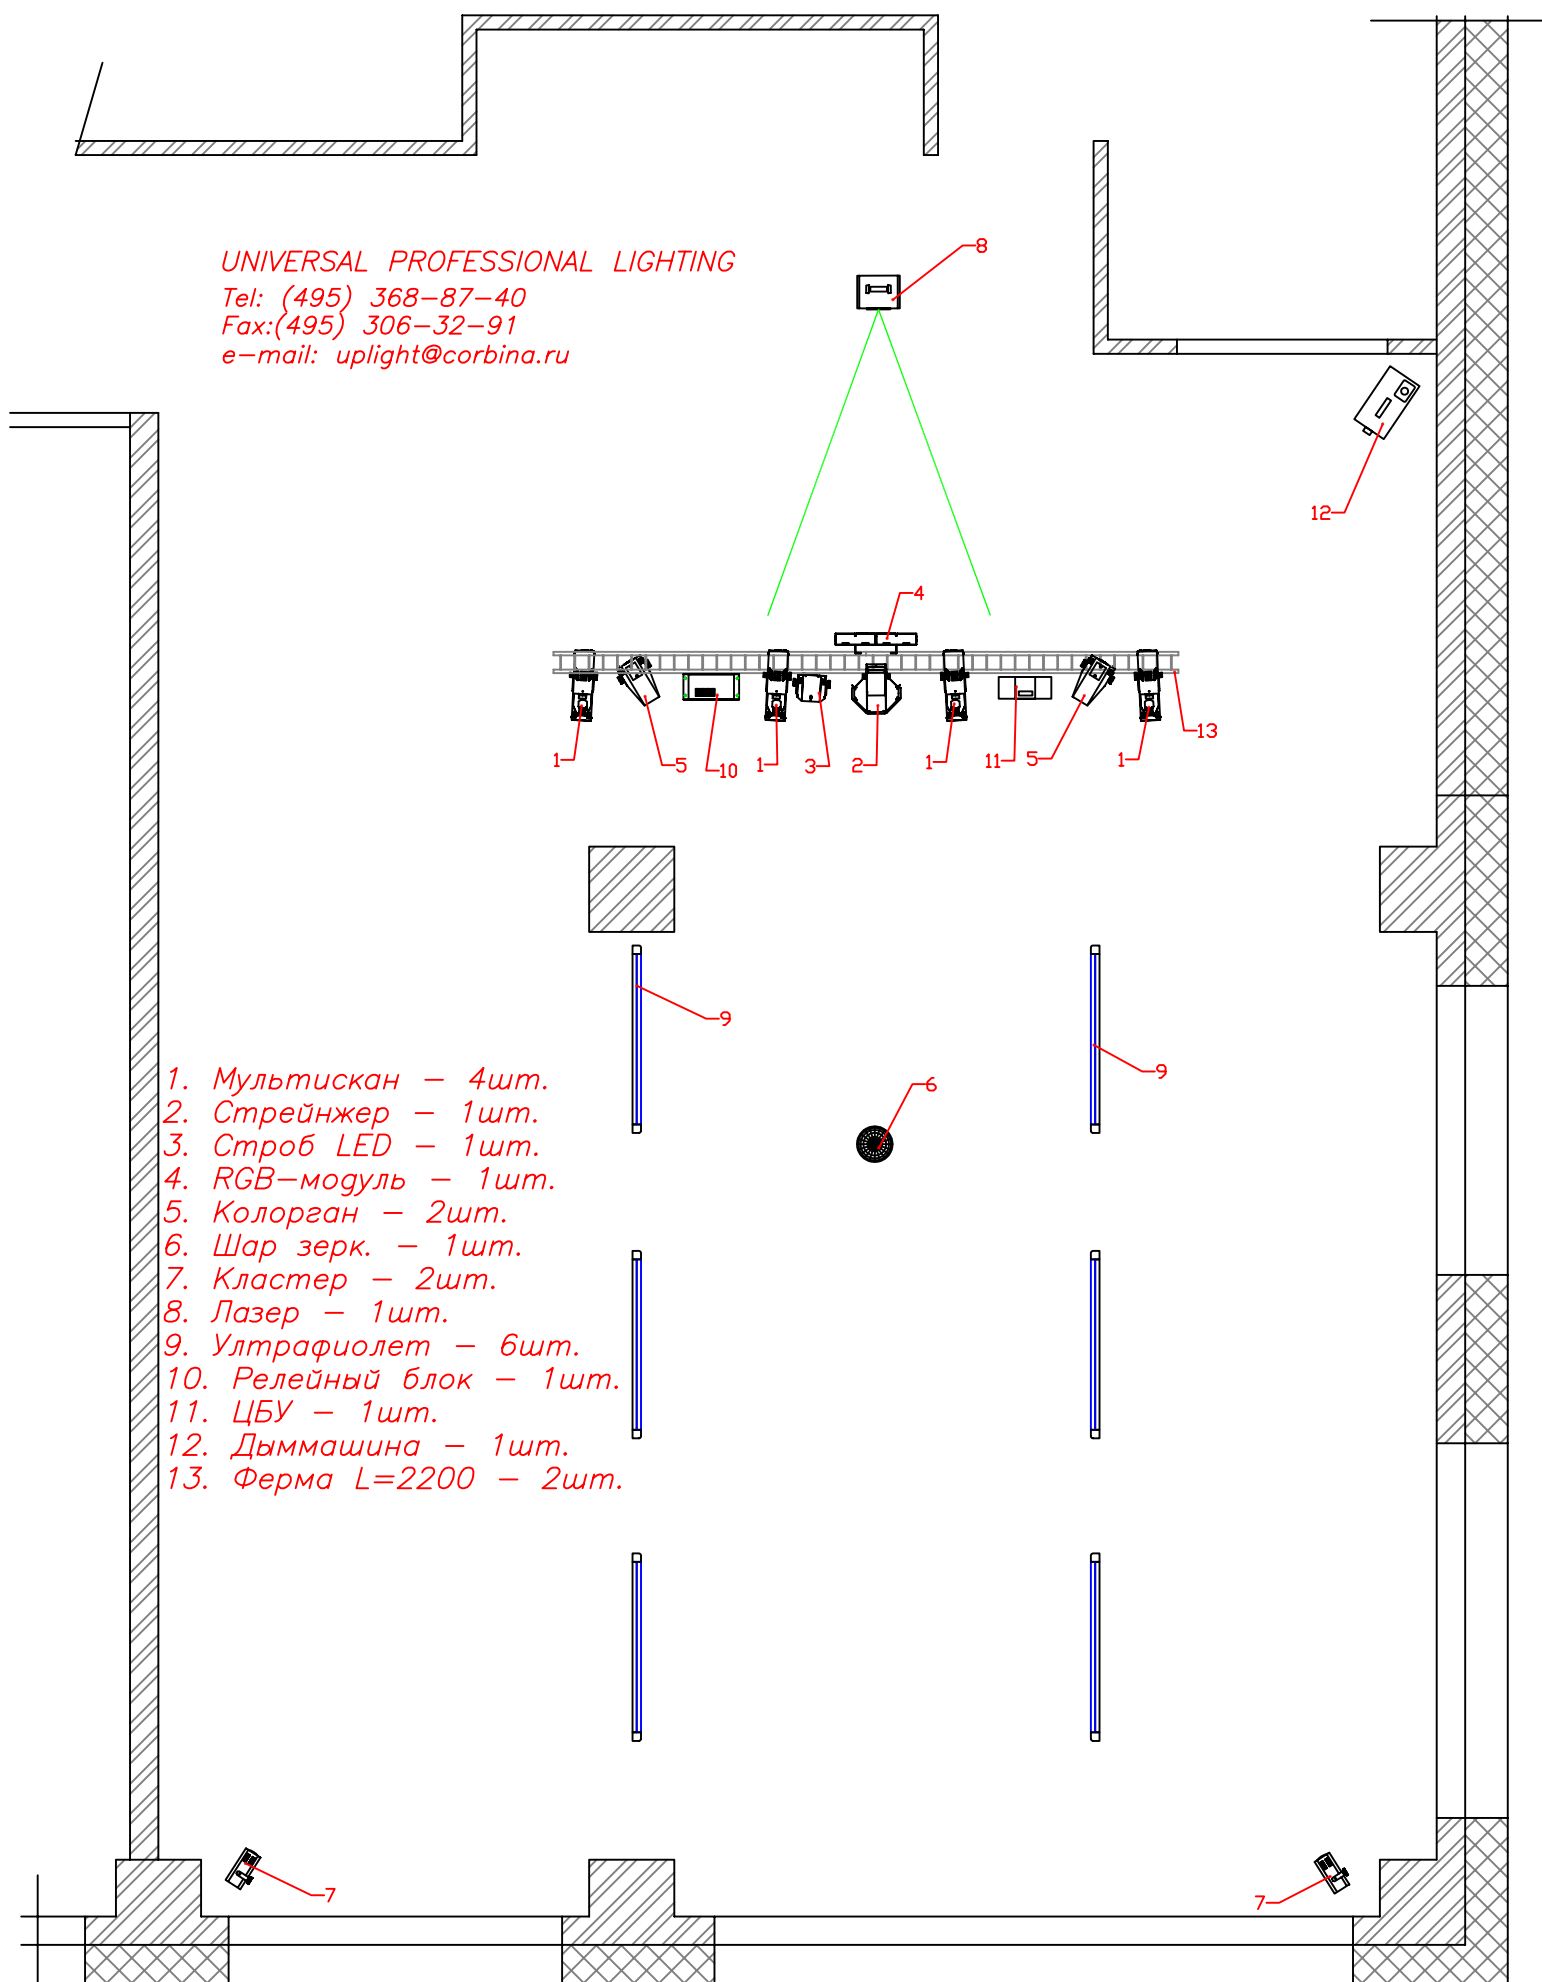 UNIVERSAL PROFESSIONAL LIGHTING
Tel: (495) 368-87-40
Fax:(495) 306-32-91
e-mail: uplight@corbina.ru
8
12
4
13
1
5
10
1
3
2
1
11
5
1
9
9
6
1. Мультискан - 4шт.
2. Стрейнжер - 1шт.
3. Строб LED - 1шт.
4. RGB-модуль - 1шт.
5. Колорган - 2шт.
6. Шар зерк. - 1шт.
7. Кластер - 2шт.
8. Лазер - 1шт.
9.Ултрафиолет - 6шт.
10. Релейный блок - 1шт.
11. ЦБУ - 1шт.
12. Дыммашина - 1шт.
13. Ферма L=2200 - 2шт.
7
7